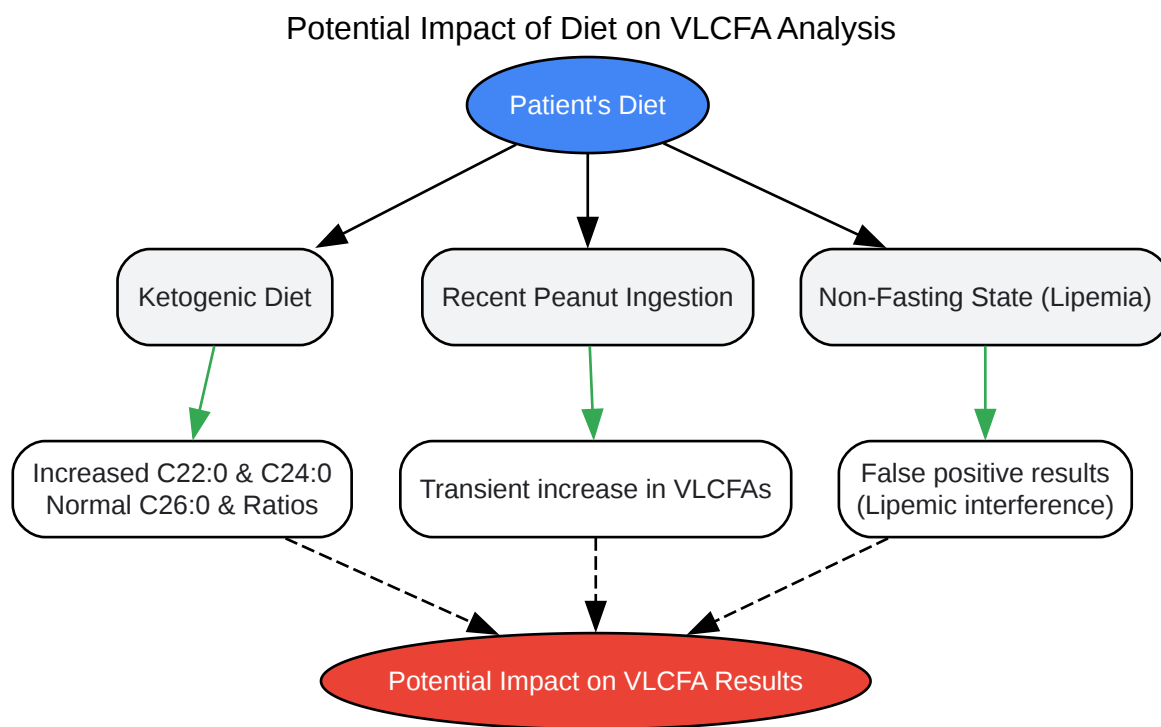 Potential Impact of Diet on VLCFA Analysis
Patient's Diet
Ketogenic Diet
Recent Peanut Ingestion
Non-Fasting State (Lipemia)
Increased C22:0 & C24:0
Normal C26:0 & Ratios
Transient increase in VLCFAs
False positive results
(Lipemic interference)
Potential Impact on VLCFA Results